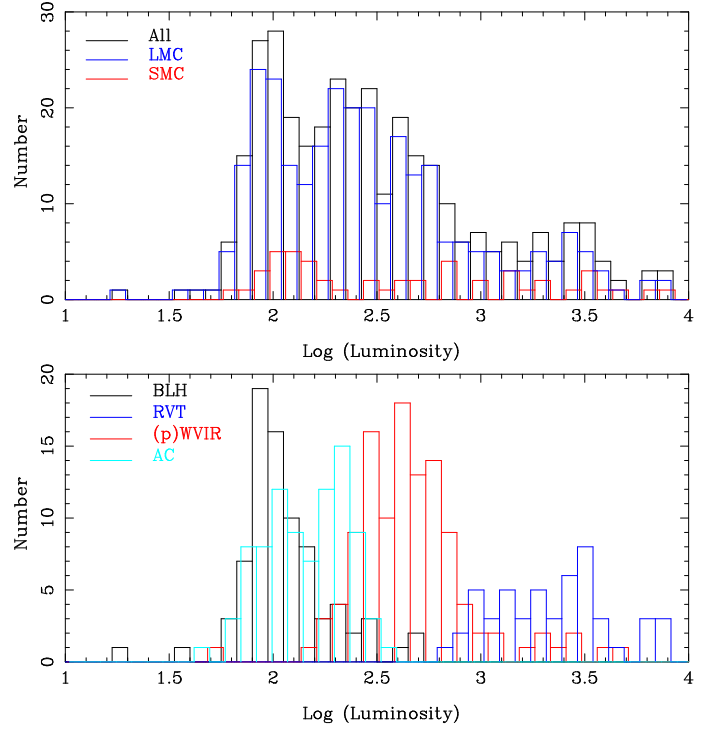 30
20
10
0
Number
All
LMC
SMC
1 1.5 2 2.5 3 3.5 4
Log (Luminosity)
20
15
10
5
0
Number
BLH
RVT
(p)WVIR
AC
1 1.5 2 2.5 3 3.5 4
Log (Luminosity)